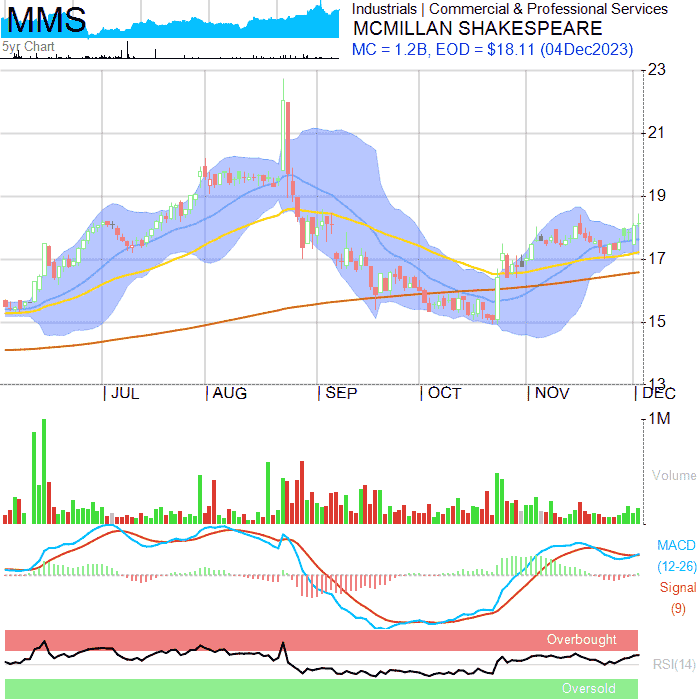 MMS
5yr Chart
Industrials | Commercial & Professional Services
MCMILLAN SHAKESPEARE
MC = 1.2B, EOD = $18.11 (04Dec2023)
23
21
19
17
15
13
JUL AUG SEP OCT NOV DEC
1M
Volume
MACD
(12-26)
Signal
(9)
Overbought
RSI(14)
Oversold